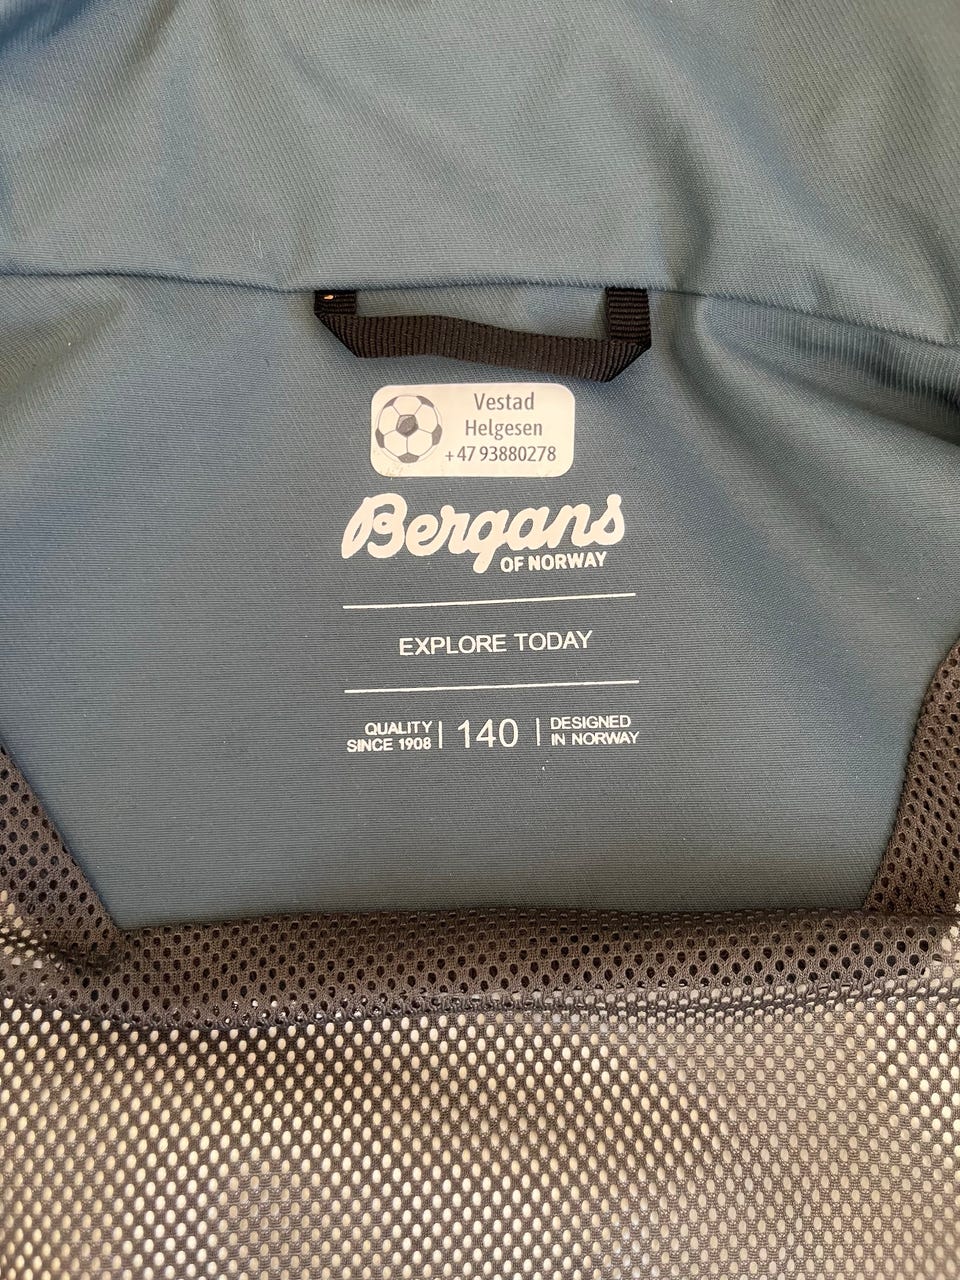 Vestad
Helgesen
+47 93880278
Bergans
OF NORWAY
EXPLORE TODAY
QUALITY
SINCE 1908
140
DESIGNED
IN NORWAY